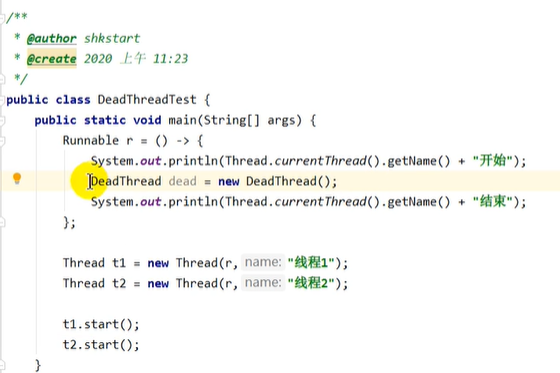 /**
 * @author shkstart
 * @create 2020 上午 11:23
 */
public class DeadThreadTest {
    public static void main(String[] args) {
        Runnable r = () -> {
            System.out.println(Thread.currentThread().getName() + "开始");
            DeadThread dead = new DeadThread();
            System.out.println(Thread.currentThread().getName() + "结束");
        };

        Thread t1 = new Thread(r, name: "线程1");
        Thread t2 = new Thread(r, name: "线程2");

        t1.start();
        t2.start();
    }